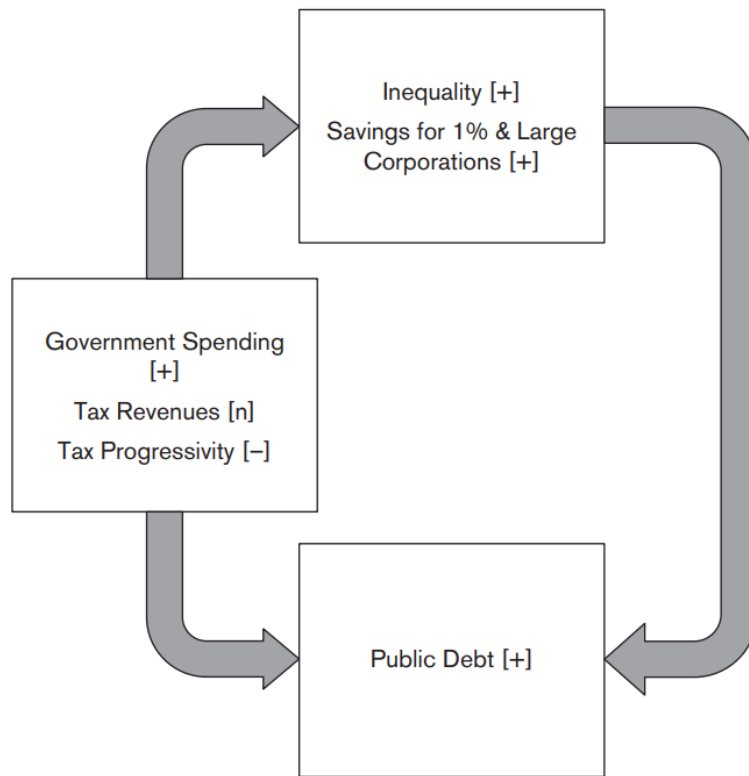 Inequality [+]
Savings for 1% & Large
Corporations [+]
Government Spending
[+]
Tax Revenues [n]
Tax Progressivity [–]
Public Debt [+]